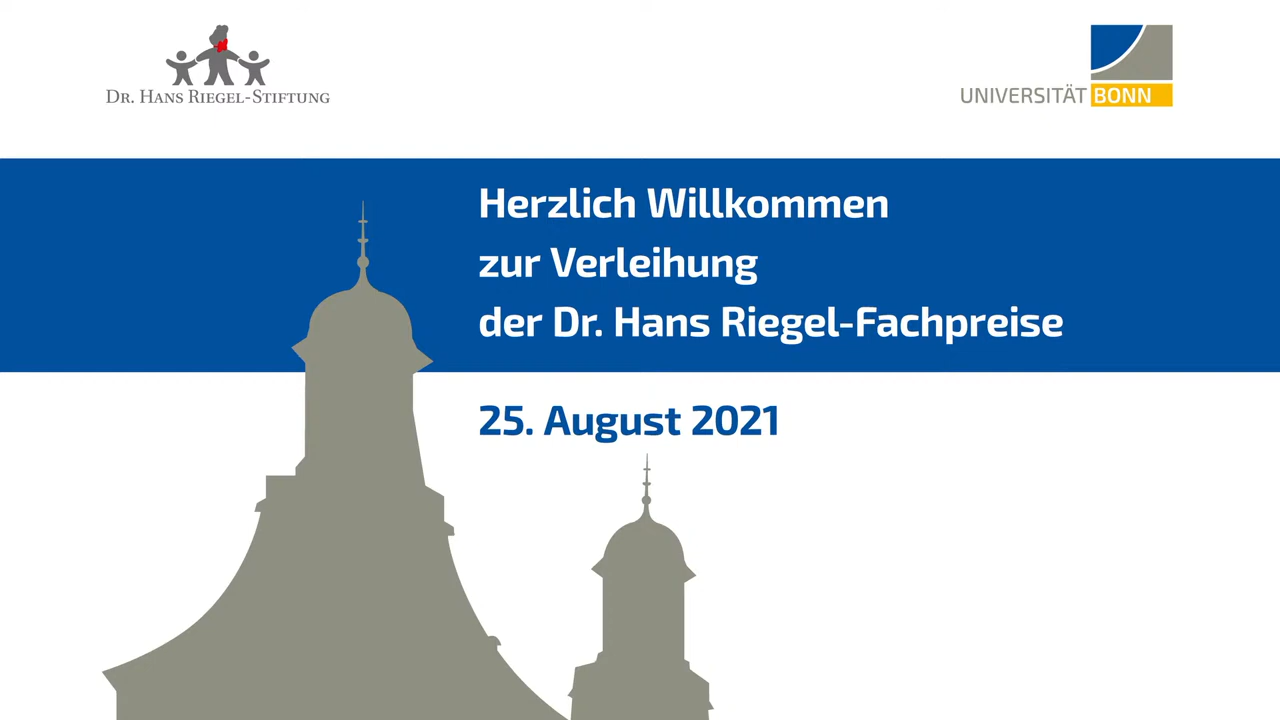 DR. HANS RIEGEL-STIFTUNG
UNIVERSITÄT BONN
Herzlich Willkommen
zur Verleihung
der Dr. Hans Riegel-Fachpreise
25. August 2021